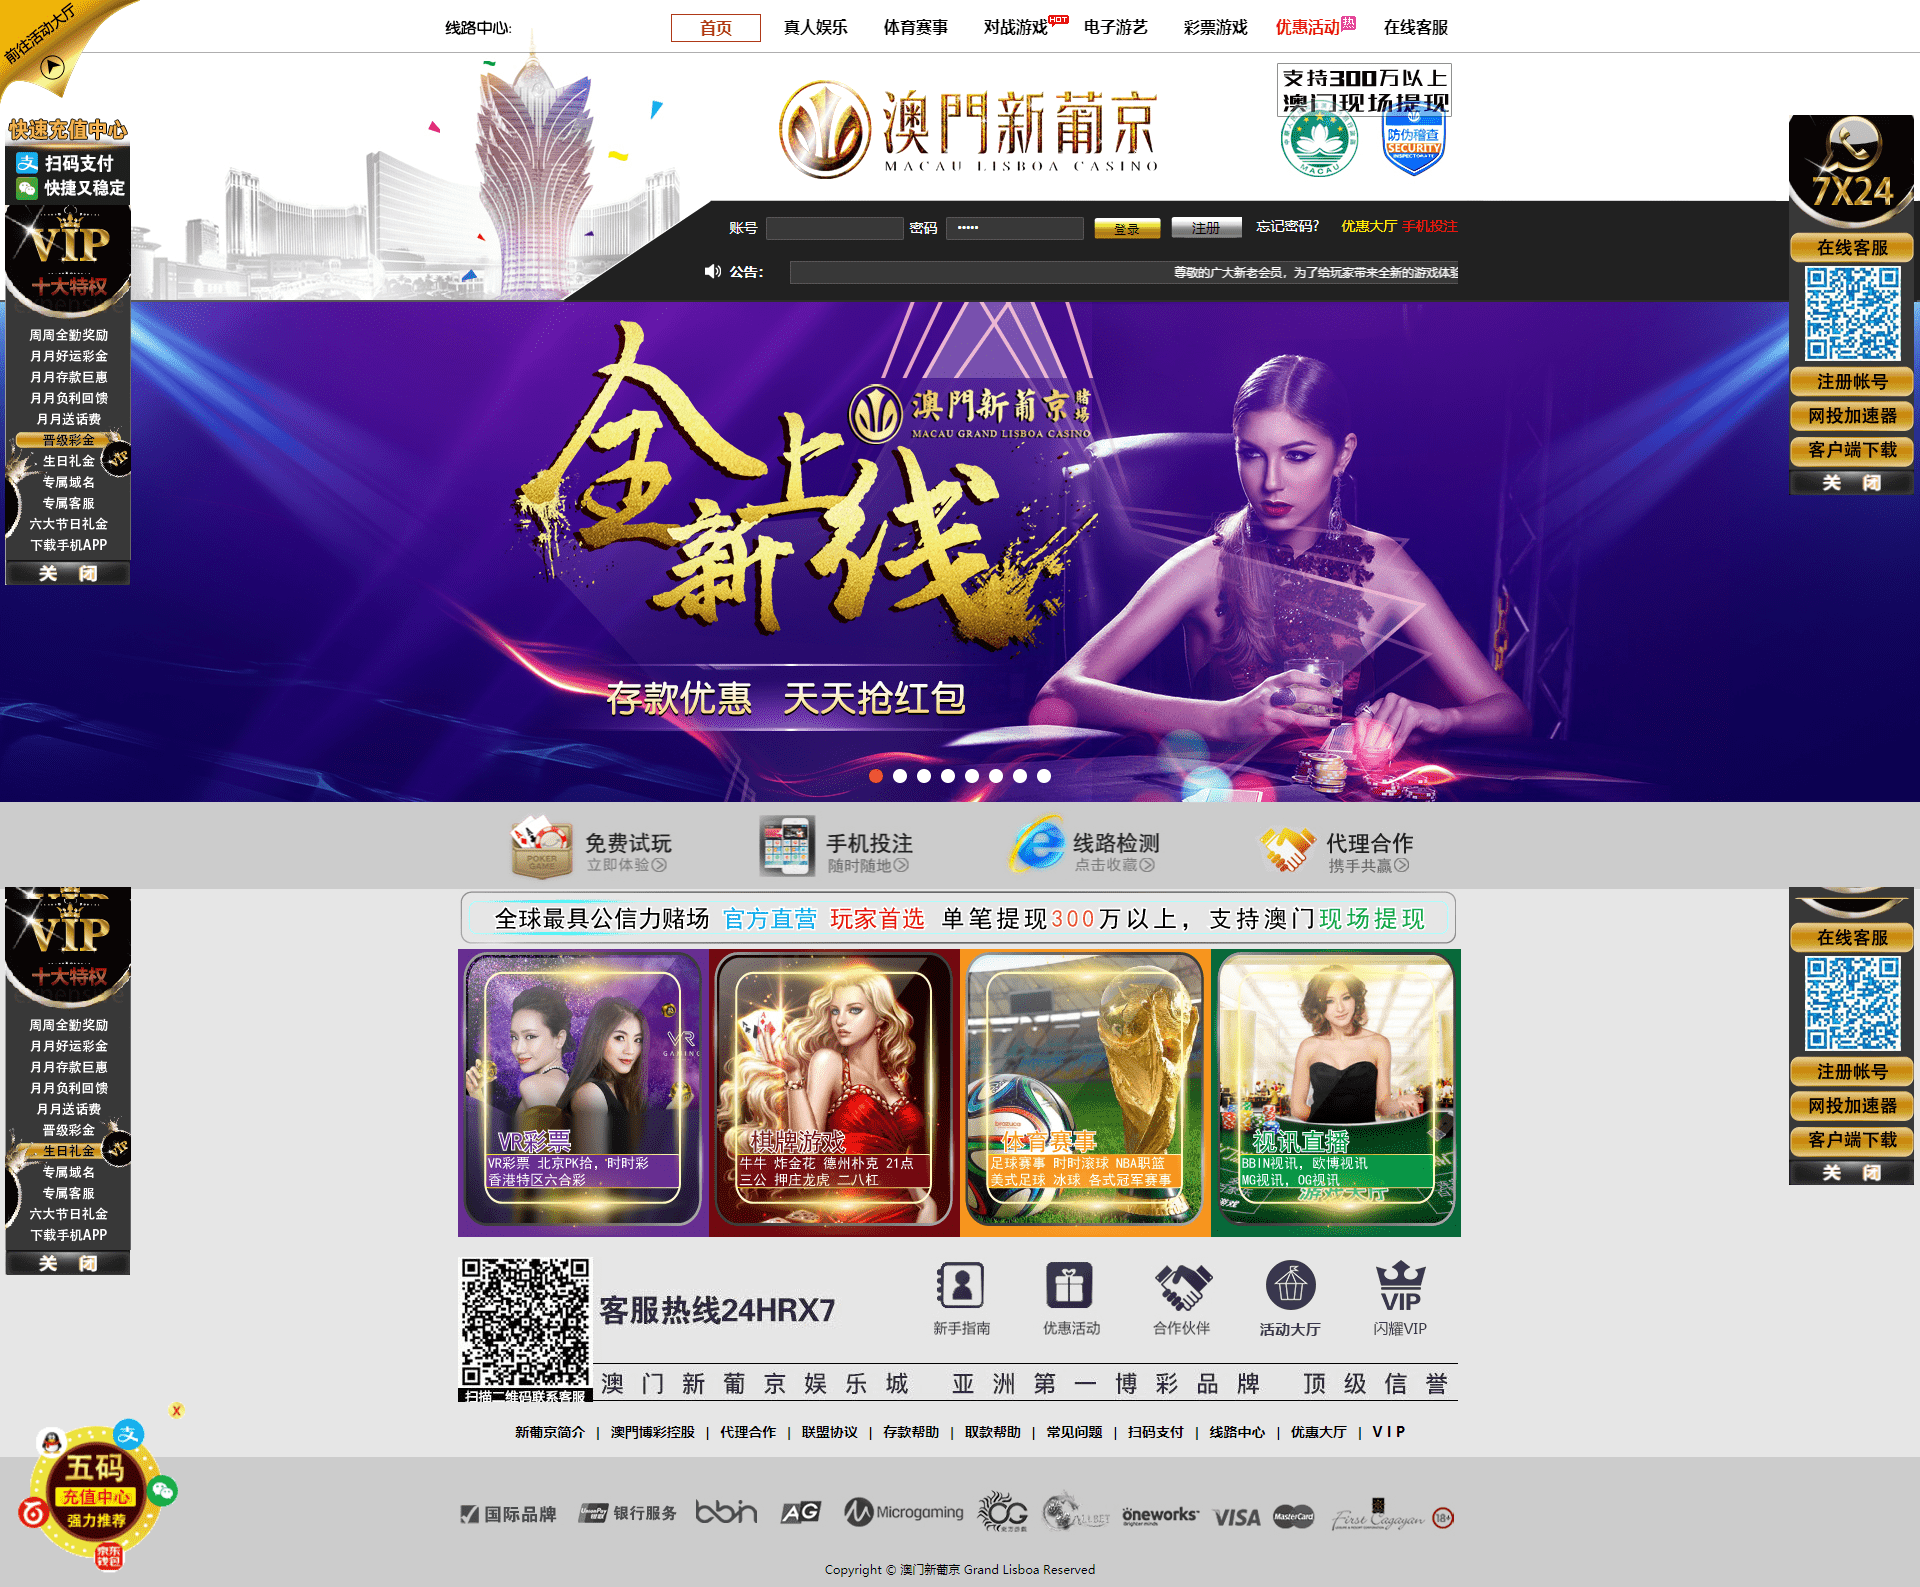 前往活动大厅
线路中心:
首页 真人娱乐 体育赛事 对战游戏 HOT 电子游艺 彩票游戏 优惠活动 热 在线客服
支持300万以上
澳门现场提现
澳門新葡京
MACAU LISBOA CASINO
MACAU
防伪稽查
SECURITY
INSPECTORATE
快速充值中心
支 扫码支付
快捷又稳定
VIP
十大特权
周周全勤奖励
月月好运彩金
月月存款巨惠
月月负利回馈
月月送话费
晋级彩金
生日礼金
VIP
专属域名
专属客服
六大节日礼金
下载手机APP
关 闭
账号 密码 ••••• 登录 注册 忘记密码? 优惠大厅 手机投注
公告: 尊敬的广大新老会员，为了给玩家带来全新的游戏体验
7X24
在线客服
注册帐号
网投加速器
客户端下载
关 闭
澳門新葡京賭場
MACAU GRAND LISBOA CASINO
全新上线
存款优惠 天天抢红包
POKER
GAME
免费试玩
立即体验
手机投注
随时随地
线路检测
点击收藏
代理合作
携手共赢
全球最具公信力赌场 官方直营 玩家首选 单笔提现300万以上，支持澳门现场提现
VIP
十大特权
周周全勤奖励
月月好运彩金
月月存款巨惠
月月负利回馈
月月送话费
晋级彩金
生日礼金
VIP
专属域名
专属客服
六大节日礼金
下载手机APP
关 闭
在线客服
注册帐号
网投加速器
客户端下载
关 闭
VR
GAMING
VR彩票
VR彩票 北京PK拾，时时彩
香港特区六合彩
棋牌游戏
牛牛 炸金花 德州朴克 21点
三公 押庄龙虎 二八杠
体育赛事
足球赛事 时时滚球 NBA职篮
美式足球 冰球 各式冠军赛事
视讯直播
BBIN视讯，欧博视讯
MG视讯，OG视讯
游戏大厅
扫描二维码联系客服
客服热线24HRX7
新手指南
优惠活动
合作伙伴
活动大厅
VIP
闪耀VIP
澳门新葡京娱乐城 亚洲第一博彩品牌 顶级信誉
新葡京简介 | 澳門博彩控股 | 代理合作 | 联盟协议 | 存款帮助 | 取款帮助 | 常见问题 | 扫码支付 | 线路中心 | 优惠大厅 | V I P
X
支
五码
充值中心
强力推荐
京东
钱包
国际品牌 UnionPay 银联 银行服务 bbin AG Microgaming OG 东方游戏 ALLBET oneworks Brighter minds VISA MasterCard First Cagayan 18+
Copyright © 澳门新葡京 Grand Lisboa Reserved